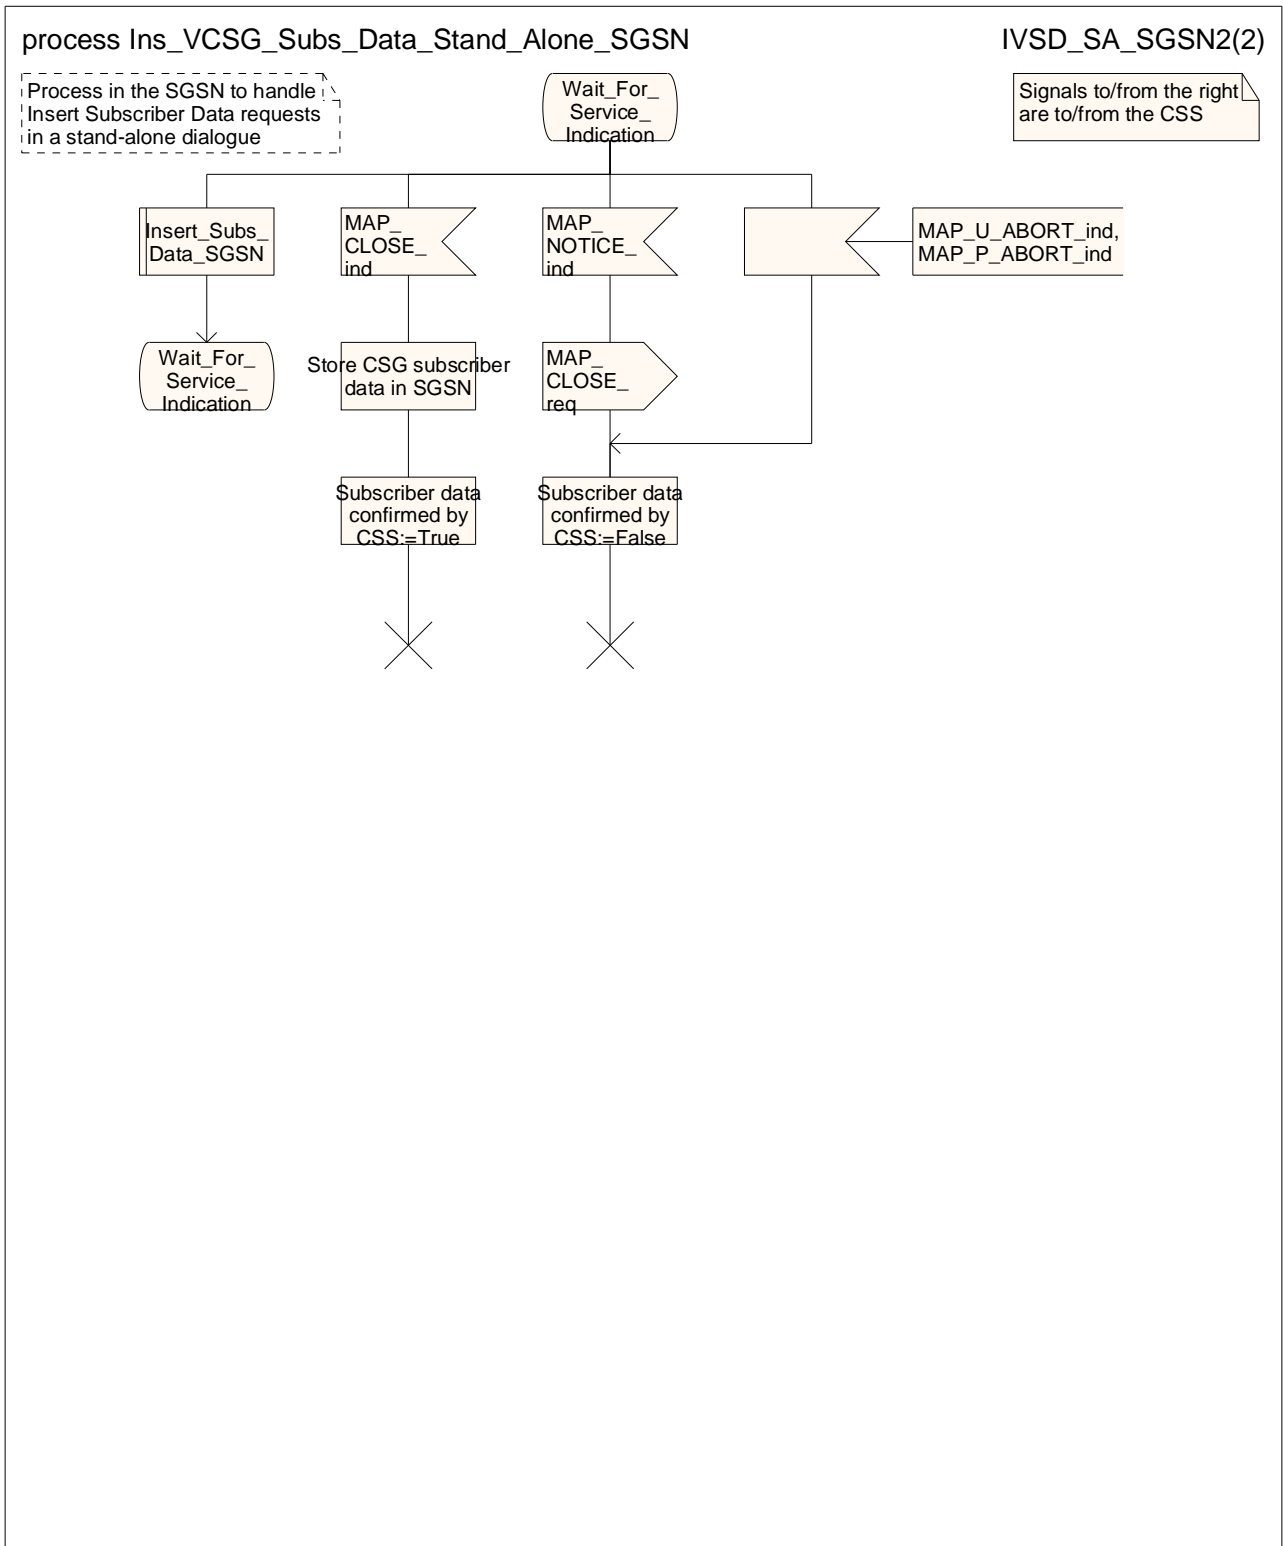 process Ins_VCSG_Subs_Data_Stand_Alone_SGSN
IVSD_SA_SGSN2(2)
Process in the SGSN to handle
Insert Subscriber Data requests
in a stand-alone dialogue
Wait_For_
Service_
Indication
Signals to/from the right
are to/from the CSS
Insert_Subs_
Data_SGSN
MAP_
CLOSE_
ind
MAP_
NOTICE_
ind
MAP_U_ABORT_ind,
MAP_P_ABORT_ind
Wait_For_
Service_
Indication
Store CSG subscriber
data in SGSN
MAP_
CLOSE_
req
Subscriber data
confirmed by
CSS:=True
Subscriber data
confirmed by
CSS:=False